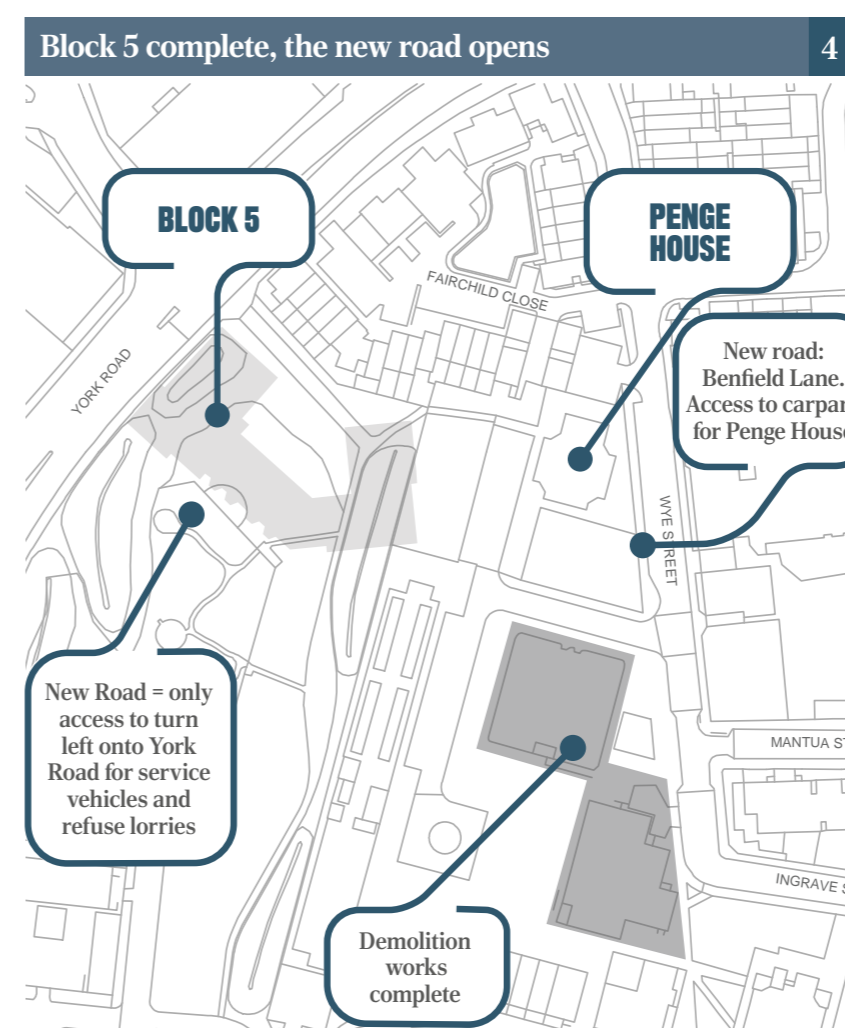 Block 5 complete, the new road opens 4
BLOCK 5
PENGE
HOUSE
FAIRCHILD CLOSE
YORK ROAD
New road:
Benfield Lane.
Access to carpar
for Penge House
WYE STREET
New Road = only
access to turn
left onto York
Road for service
vehicles and
refuse lorries
MANTUA S
INGRAVE S
Demolition
works
complete